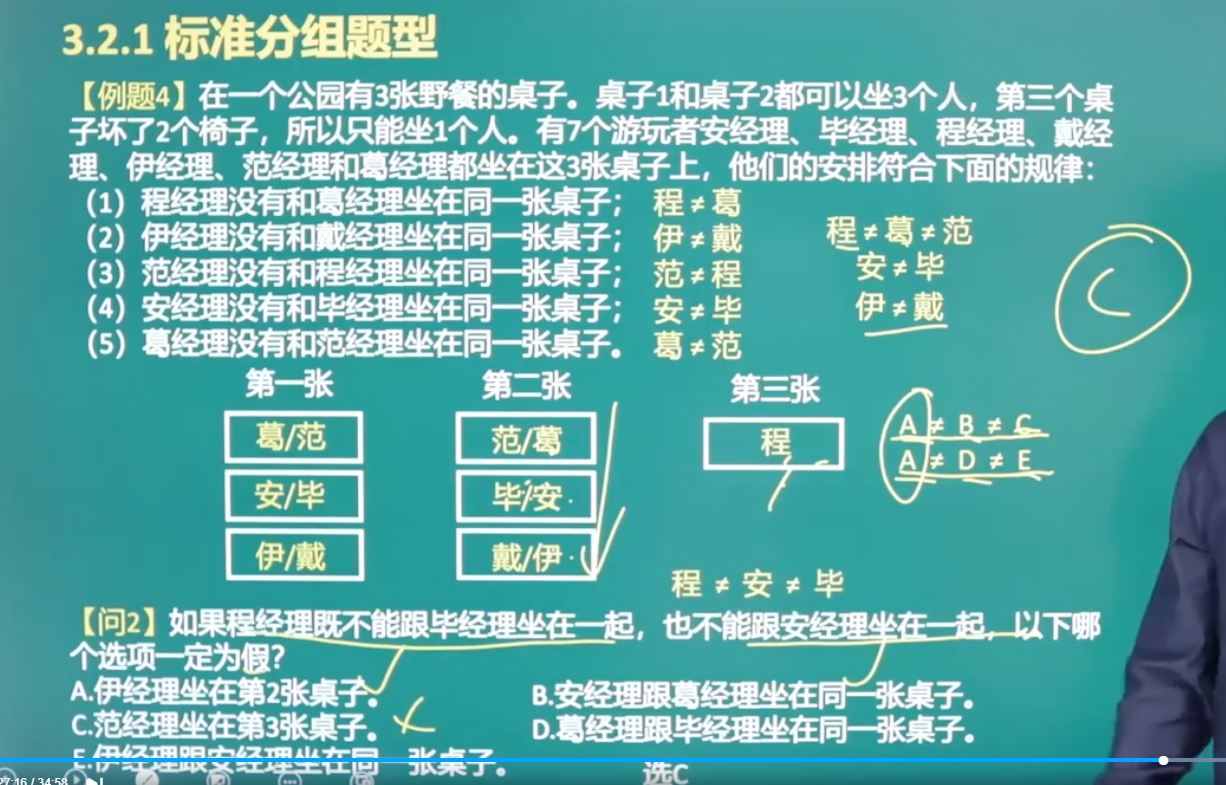 3.2.1 标准分组题型
【例题4】在一个公园有3张野餐的桌子。桌子1和桌子2都可以坐3个人，第三个桌
子坏了2个椅子，所以只能坐1个人。有7个游玩者安经理、毕经理、程经理、戴经
理、伊经理、范经理和葛经理都坐在这3张桌子上，他们的安排符合下面的规律：
（1）程经理没有和葛经理坐在同一张桌子； 程≠葛
（2）伊经理没有和戴经理坐在同一张桌子； 伊≠戴
（3）范经理没有和程经理坐在同一张桌子； 范≠程
（4）安经理没有和毕经理坐在同一张桌子； 安≠毕
（5）葛经理没有和范经理坐在同一张桌子。 葛≠范
程≠葛≠范
安≠毕
伊≠戴
C
第一张 第二张 第三张
葛/范 范/葛 程
安/毕 毕/安
伊/戴 戴/伊
A ≠ B ≠ C
A ≠ D ≠ E
程 ≠ 安 ≠ 毕
【问2】如果程经理既不能跟毕经理坐在一起，也不能跟安经理坐在一起，以下哪
个选项一定为假？
A.伊经理坐在第2张桌子。 B.安经理跟葛经理坐在同一张桌子。
C.范经理坐在第3张桌子。 D.葛经理跟毕经理坐在同一张桌子。
E.伊经理跟安经理坐在同一张桌子。
选C
27:16 / 34:58